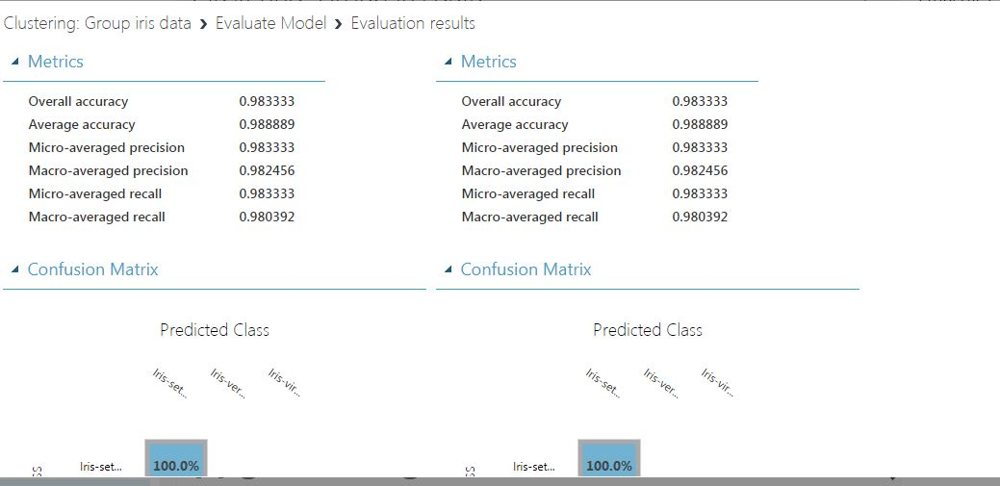 Clustering: Group iris data › Evaluate Model › Evaluation results
Metrics Metrics
Overall accuracy 0.983333 Overall accuracy 0.983333
Average accuracy 0.988889 Average accuracy 0.988889
Micro-averaged precision 0.983333 Micro-averaged precision 0.983333
Macro-averaged precision 0.982456 Macro-averaged precision 0.982456
Micro-averaged recall 0.983333 Micro-averaged recall 0.983333
Macro-averaged recall 0.980392 Macro-averaged recall 0.980392
Confusion Matrix Confusion Matrix
Predicted Class Predicted Class
Iris-set... Iris-ver... Iris-vir... Iris-set... Iris-ver... Iris-vir...
Iris-set... 100.0% Iris-set... 100.0%